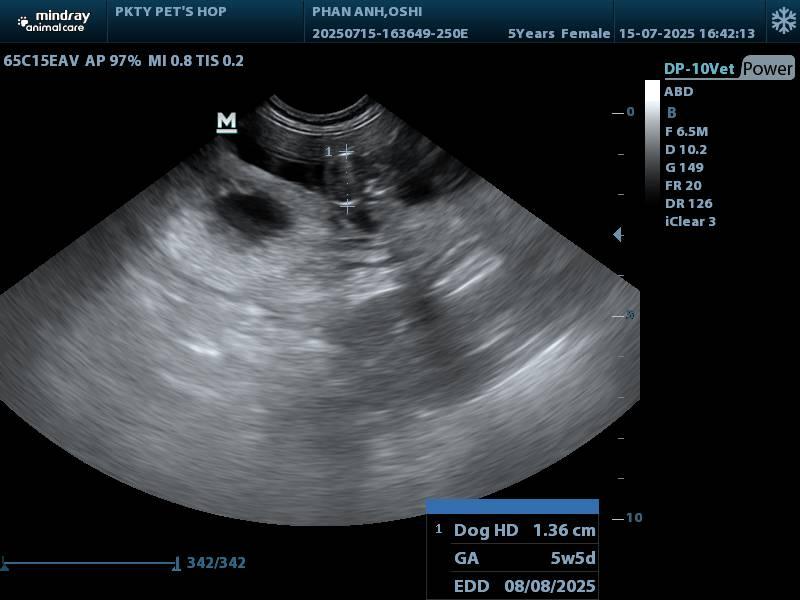 mindray
animal care
PKTY PET'S HOP
PHAN ANH,OSHI
20250715-163649-250E 5Years Female 15-07-2025 16:42:13
65C15EAV AP 97% MI 0.8 TIS 0.2
DP-10Vet Power
ABD
B
F 6.5M
D 10.2
G 149
FR 20
DR 126
iClear 3
M
1
0
5
10
1 Dog HD 1.36 cm
GA 5w5d
EDD 08/08/2025
342/342